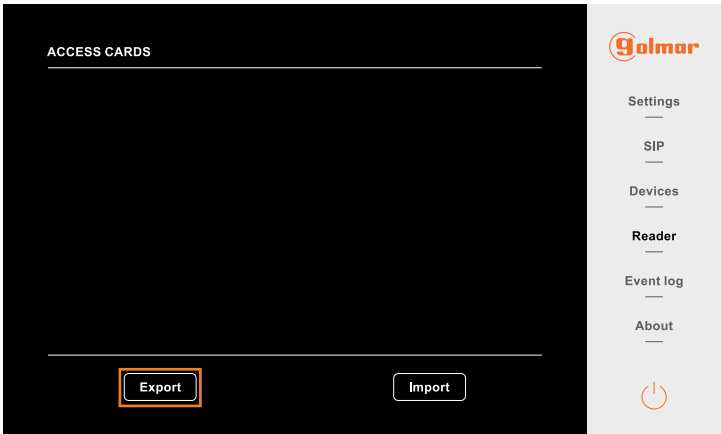 ACCESS CARDS
Export
Import
golmar
Settings
SIP
Devices
Reader
Event log
About